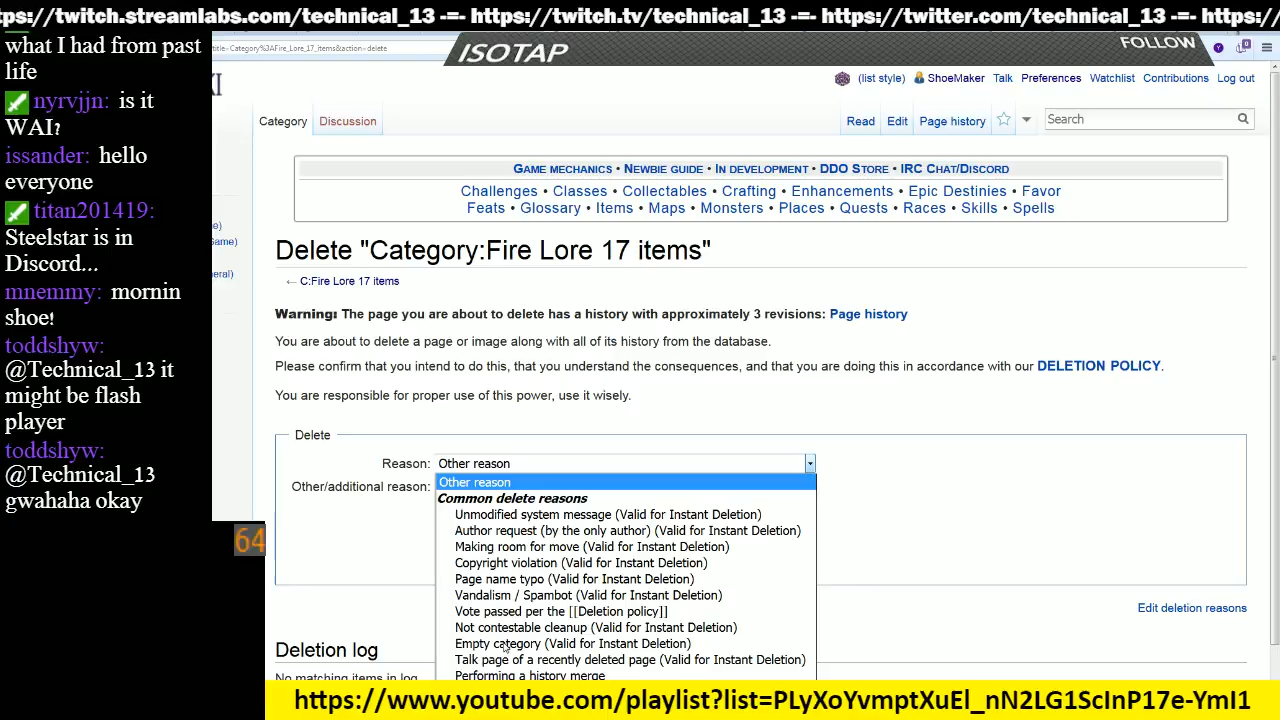 ps://twitch.streamlabs.com/technical_13 -=- https://twitch.tv/technical_13 -=- https://twitter.com/technical_13 -=- https:/
what I had from past
life
nyrvjjn: is it
WAI?
issander: hello
everyone
titan201419:
Steelstar is in
Discord...
mnemmy: mornin
shoe!
toddshyw:
@Technical_13 it
might be flash
player
toddshyw:
@Technical_13
gwahaha okay
64
title=Category%3AFire_Lore_17_items&action=delete
ISOTAP
FOLLOW
(list style) ShoeMaker Talk Preferences Watchlist Contributions Log out
Category Discussion Read Edit Page history Search
GAME MECHANICS • NEWBIE GUIDE • IN DEVELOPMENT • DDO STORE • IRC CHAT/DISCORD
Challenges • Classes • Collectables • Crafting • Enhancements • Epic Destinies • Favor
Feats • Glossary • Items • Maps • Monsters • Places • Quests • Races • Skills • Spells
e)
Game)
eral)
Delete "Category:Fire Lore 17 items"
← C:Fire Lore 17 items
Warning: The page you are about to delete has a history with approximately 3 revisions: Page history
You are about to delete a page or image along with all of its history from the database.
Please confirm that you intend to do this, that you understand the consequences, and that you are doing this in accordance with our DELETION POLICY.
You are responsible for proper use of this power, use it wisely.
Delete
Reason: Other reason
Other/additional reason:
Other reason
Common delete reasons
Unmodified system message (Valid for Instant Deletion)
Author request (by the only author) (Valid for Instant Deletion)
Making room for move (Valid for Instant Deletion)
Copyright violation (Valid for Instant Deletion)
Page name typo (Valid for Instant Deletion)
Vandalism / Spambot (Valid for Instant Deletion)
Vote passed per the [[Deletion policy]]
Not contestable cleanup (Valid for Instant Deletion)
Empty category (Valid for Instant Deletion)
Talk page of a recently deleted page (Valid for Instant Deletion)
Performing a history merge
Edit deletion reasons
Deletion log
No matching items in log.
https://www.youtube.com/playlist?list=PLyXoYvmptXuEl_nN2LG1ScInP17e-YmI1